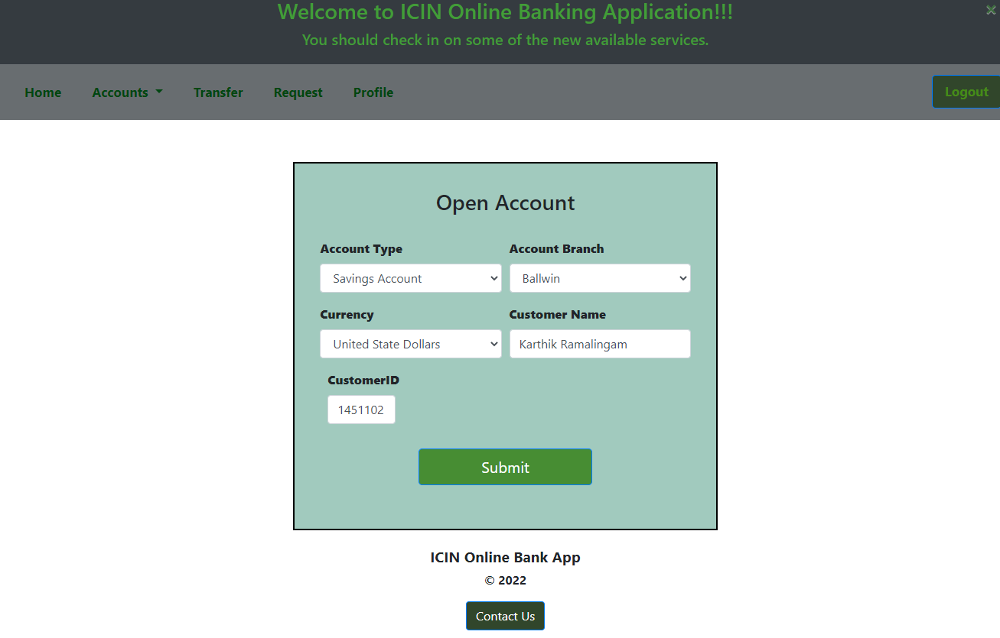 Welcome to ICIN Online Banking Application!!!
×
You should check in on some of the new available services.
Home Accounts Transfer Request Profile Logout
Open Account
Account Type Account Branch
Savings Account Ballwin
Currency Customer Name
United State Dollars Karthik Ramalingam
CustomerID
1451102
Submit
ICIN Online Bank App
© 2022
Contact Us